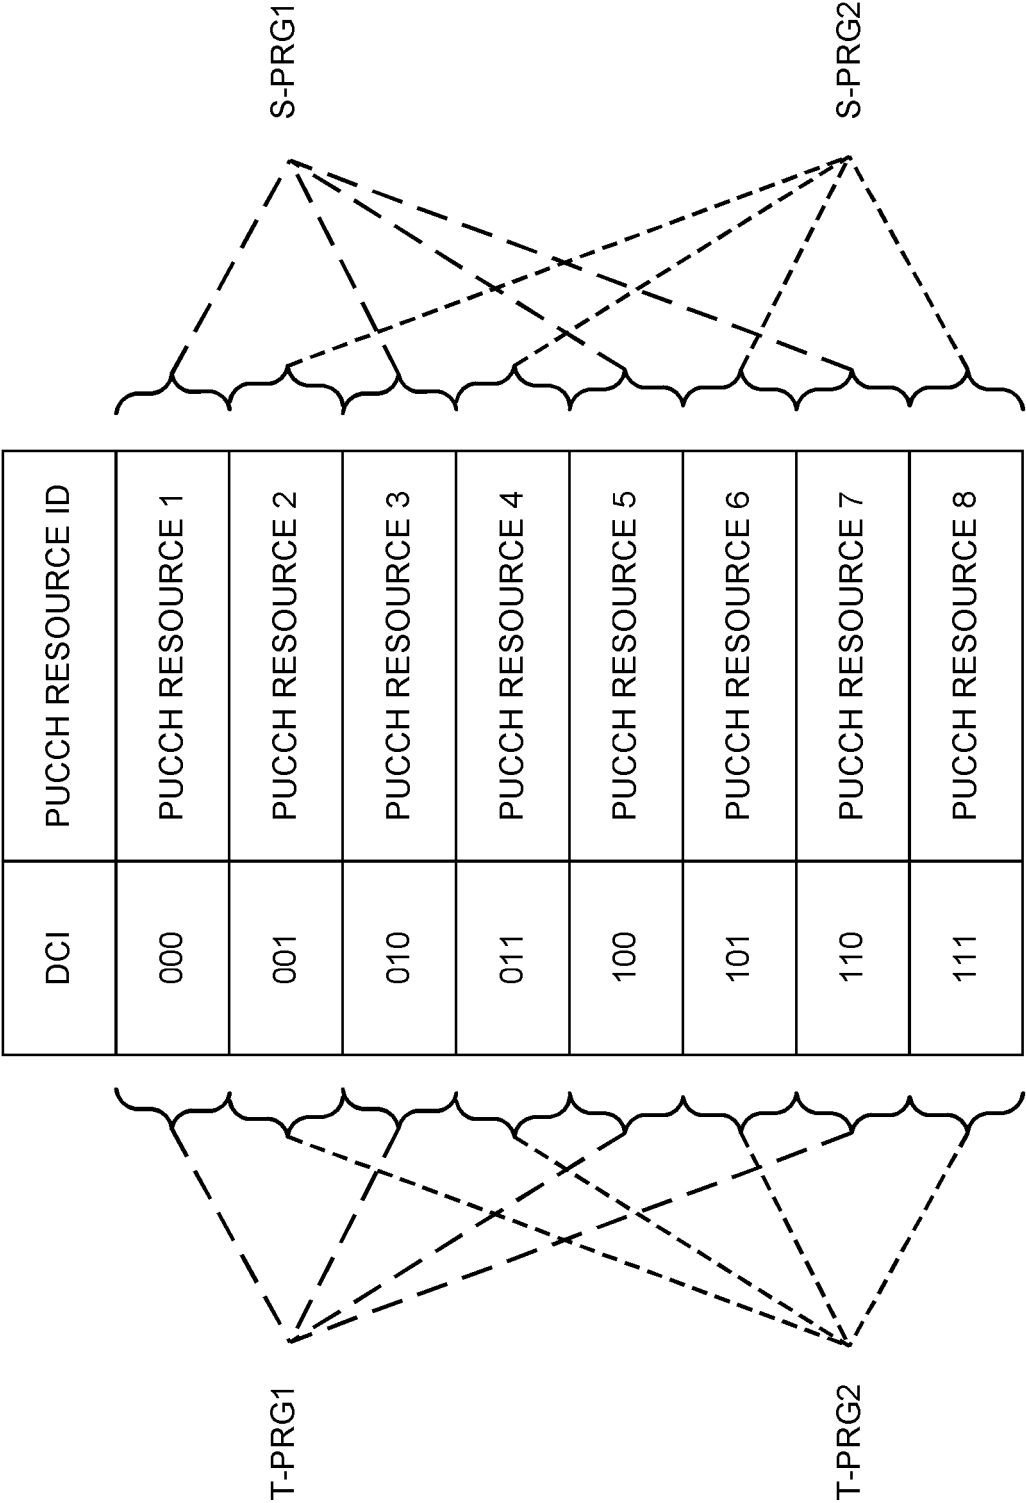 DCI PUCCH RESOURCE ID
000 PUCCH RESOURCE 1
001 PUCCH RESOURCE 2
010 PUCCH RESOURCE 3
011 PUCCH RESOURCE 4
100 PUCCH RESOURCE 5
101 PUCCH RESOURCE 6
110 PUCCH RESOURCE 7
111 PUCCH RESOURCE 8
T-PRG1
S-PRG1
T-PRG2
S-PRG2